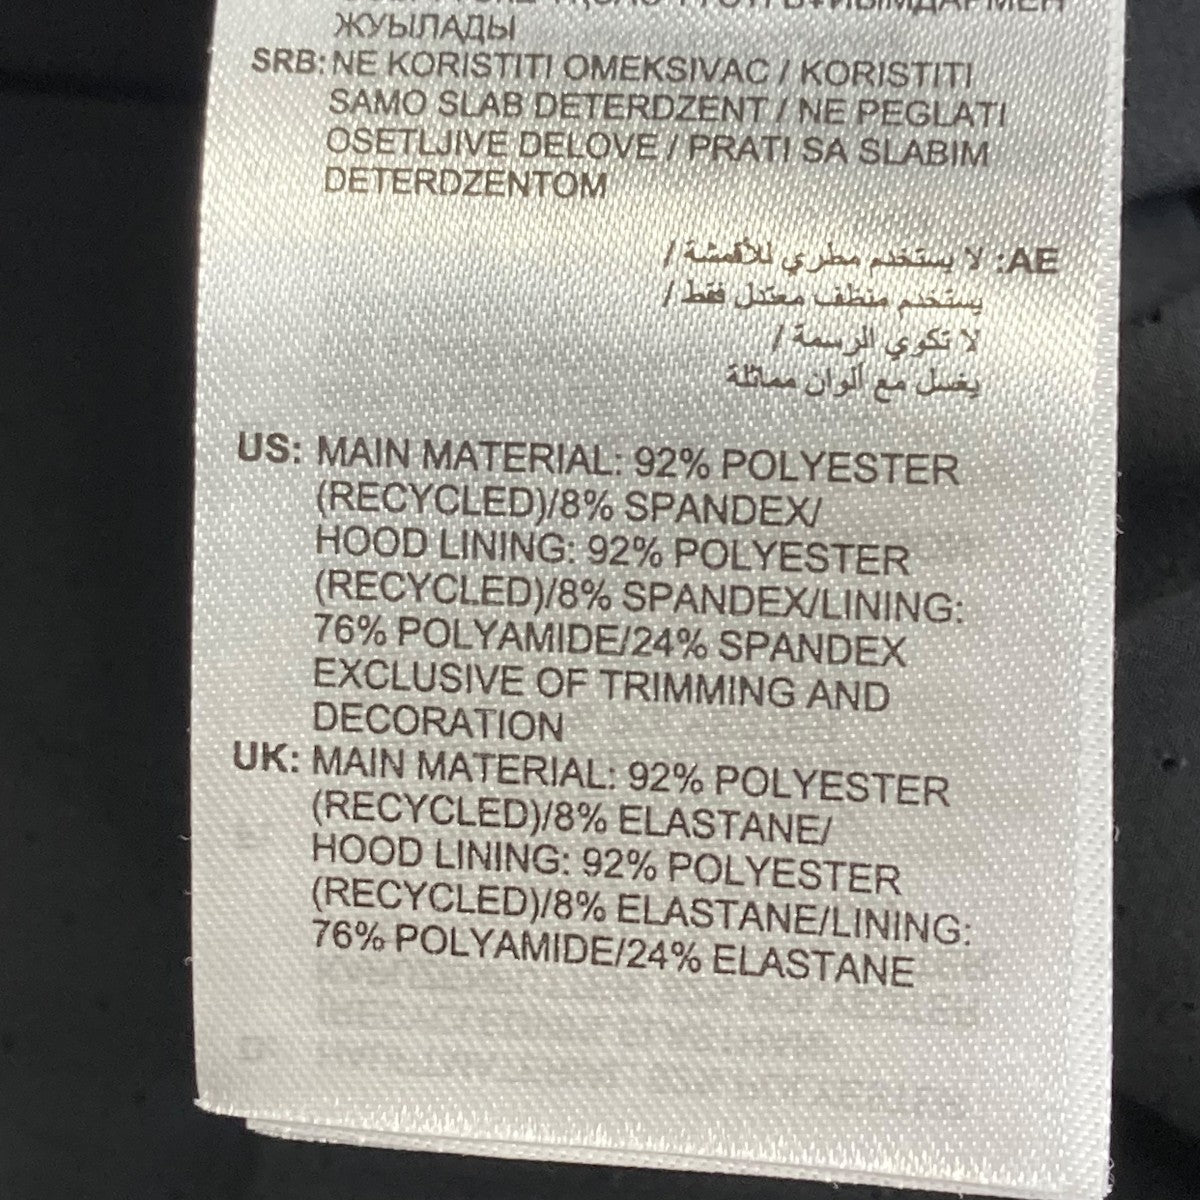 ЖУЫЛАДЫ
SRB: NE KORISTITI OMEKSIVAC / KORISTITI
SAMO SLAB DETERDZENT / NE PEGLATI
OSETLJIVE DELOVE / PRATI SA SLABIM
DETERDZENTOM
AE: لا يستخدم مطري للأقمشة /
يستخدم منظف معتدل فقط /
لا تكوي الرسمة /
يغسل مع ألوان مماثلة
US: MAIN MATERIAL: 92% POLYESTER
(RECYCLED)/8% SPANDEX/
HOOD LINING: 92% POLYESTER
(RECYCLED)/8% SPANDEX/LINING:
76% POLYAMIDE/24% SPANDEX
EXCLUSIVE OF TRIMMING AND
DECORATION
UK: MAIN MATERIAL: 92% POLYESTER
(RECYCLED)/8% ELASTANE/
HOOD LINING: 92% POLYESTER
(RECYCLED)/8% ELASTANE/LINING:
76% POLYAMIDE/24% ELASTANE